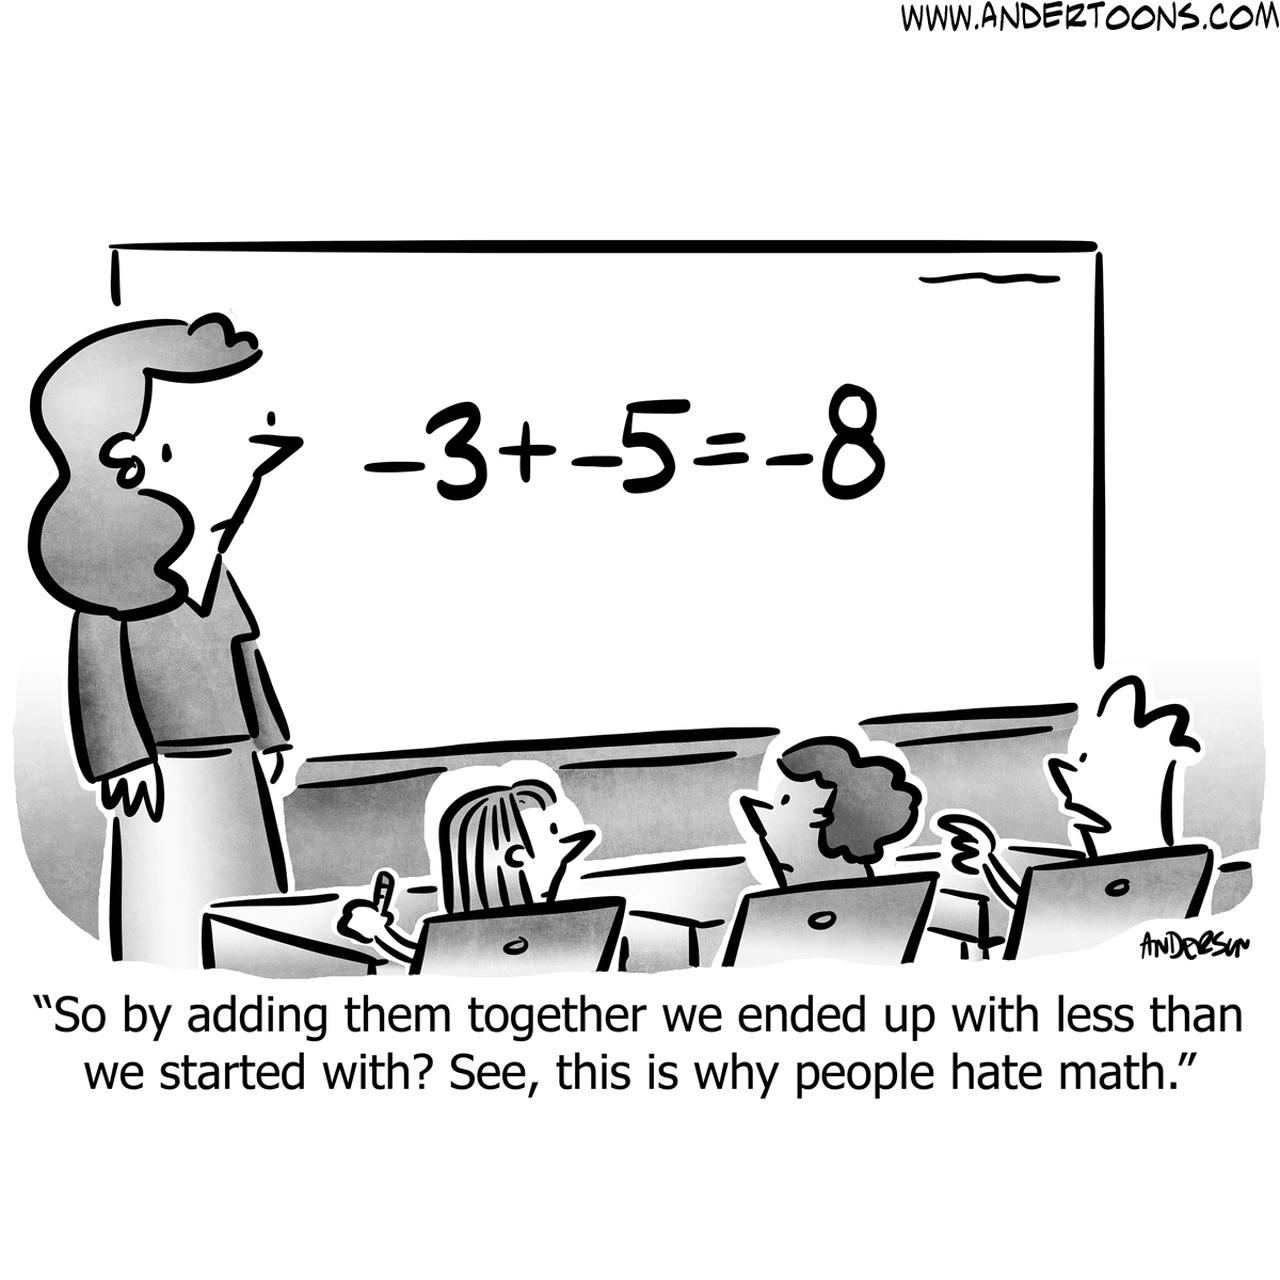 WWW.ANDERTOONS.COM
-3+-5=-8
ANDERSON
“So by adding them together we ended up with less than
we started with? See, this is why people hate math.”